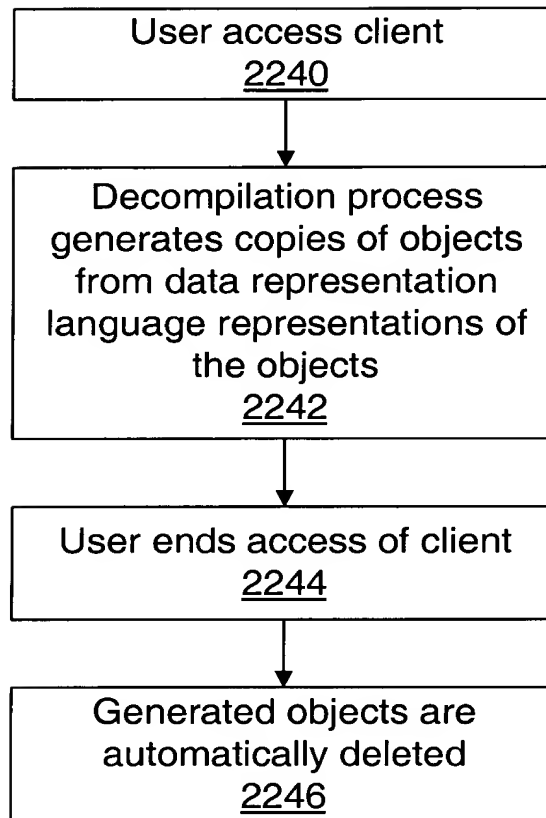 User access client
2240
Decompilation process
generates copies of objects
from data representation
language representations of
the objects
2242
User ends access of client
2244
Generated objects are
automatically deleted
2246